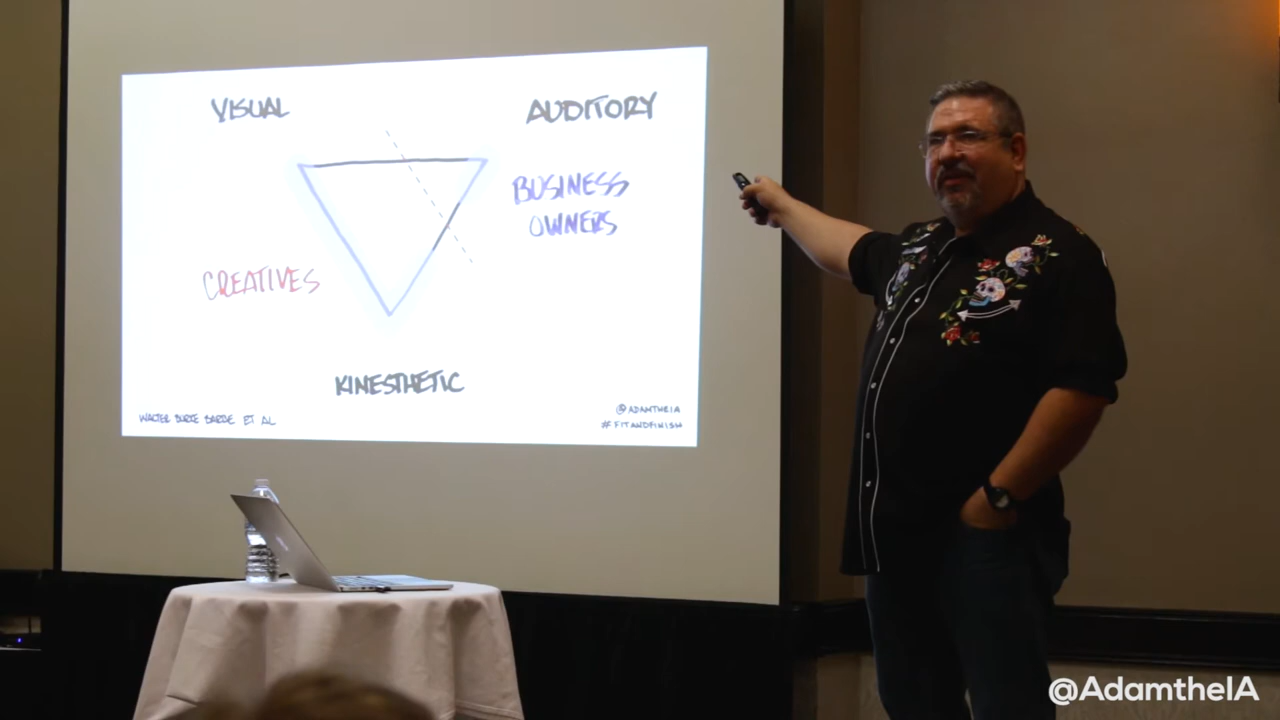 VISUAL
AUDITORY
BUSINESS
OWNERS
CREATIVES
KINESTHETIC
WALTER BURKE BARBE ET AL
@ADAMTHEIA
#FITANDFINISH
@AdamtheIA